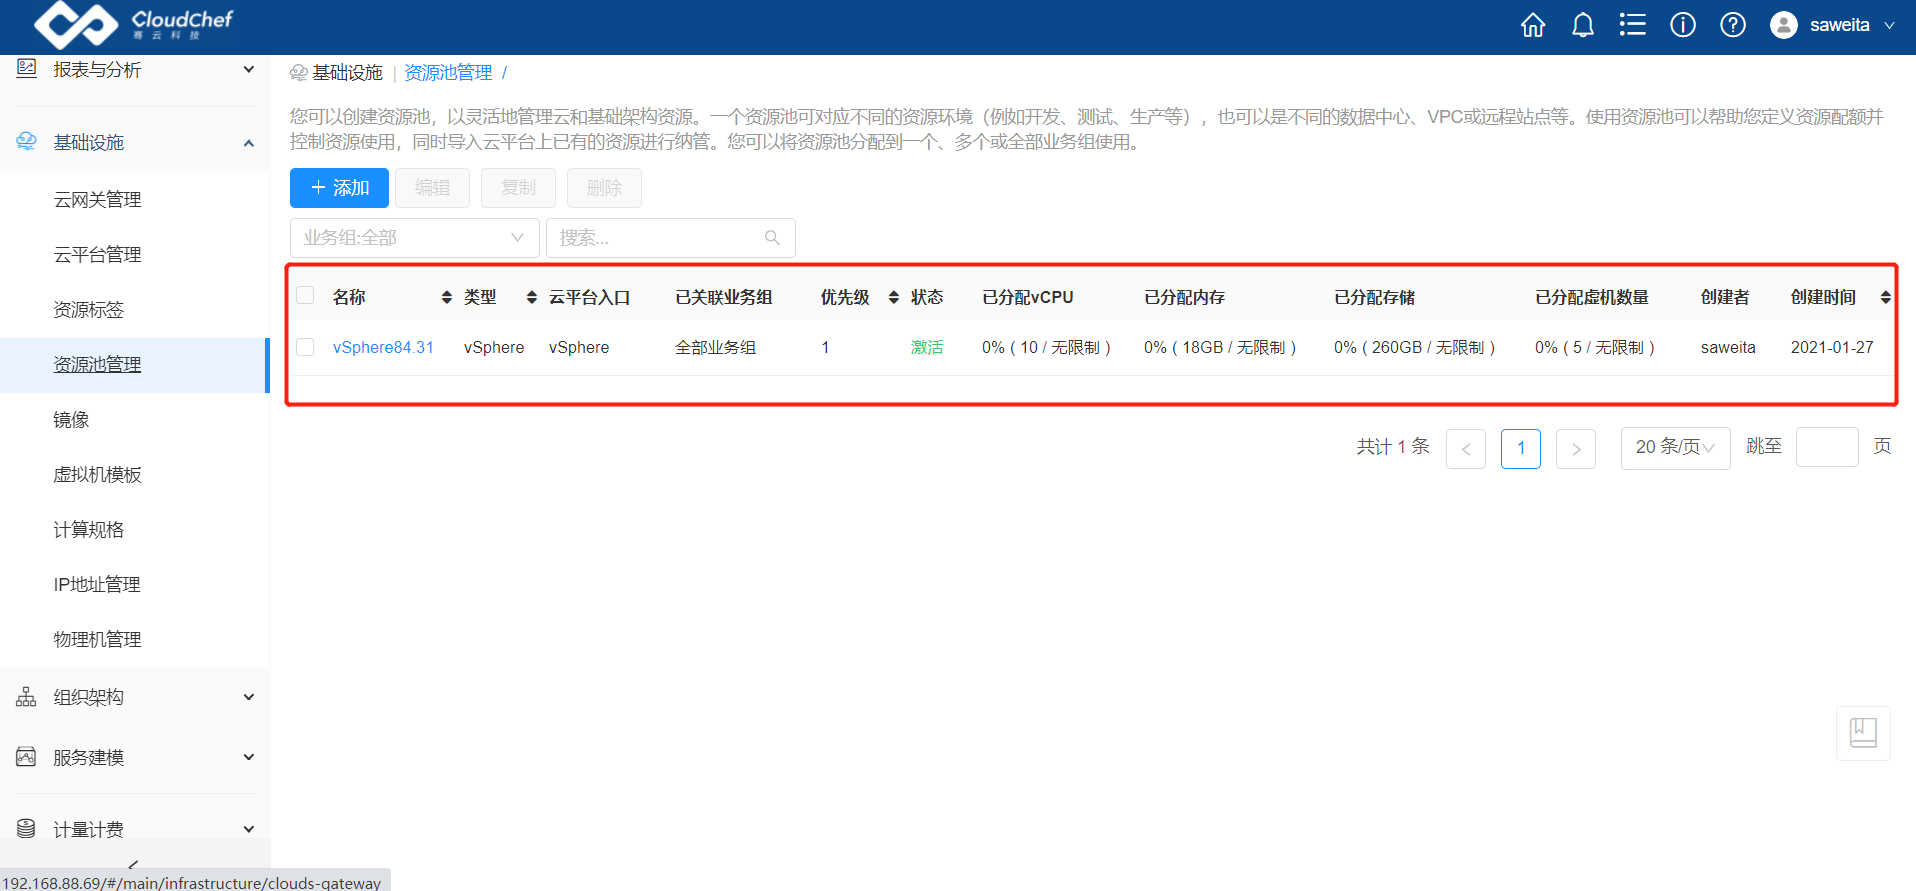 CloudChef
骞云科技
saweita
报表与分析
基础设施 | 资源池管理 /
您可以创建资源池，以灵活地管理云和基础架构资源。一个资源池可对应不同的资源环境（例如开发、测试、生产等），也可以是不同的数据中心、VPC或远程站点等。使用资源池可以帮助您定义资源配额并
控制资源使用，同时导入云平台上已有的资源进行纳管。您可以将资源池分配到一个、多个或全部业务组使用。
基础设施
云网关管理
云平台管理
资源标签
资源池管理
镜像
虚拟机模板
计算规格
IP地址管理
物理机管理
组织架构
服务建模
计量计费
添加 编辑 复制 删除
业务组:全部 搜索...
名称 类型 云平台入口 已关联业务组 优先级 状态 已分配vCPU 已分配内存 已分配存储 已分配虚机数量 创建者 创建时间
vSphere84.31 vSphere vSphere 全部业务组 1 激活 0% ( 10 / 无限制 ) 0% ( 18GB / 无限制 ) 0% ( 260GB / 无限制 ) 0% ( 5 / 无限制 ) saweita 2021-01-27
共计 1 条 < 1 > 20 条/页 跳至 页
192.168.88.69/#/main/infrastructure/clouds-gateway